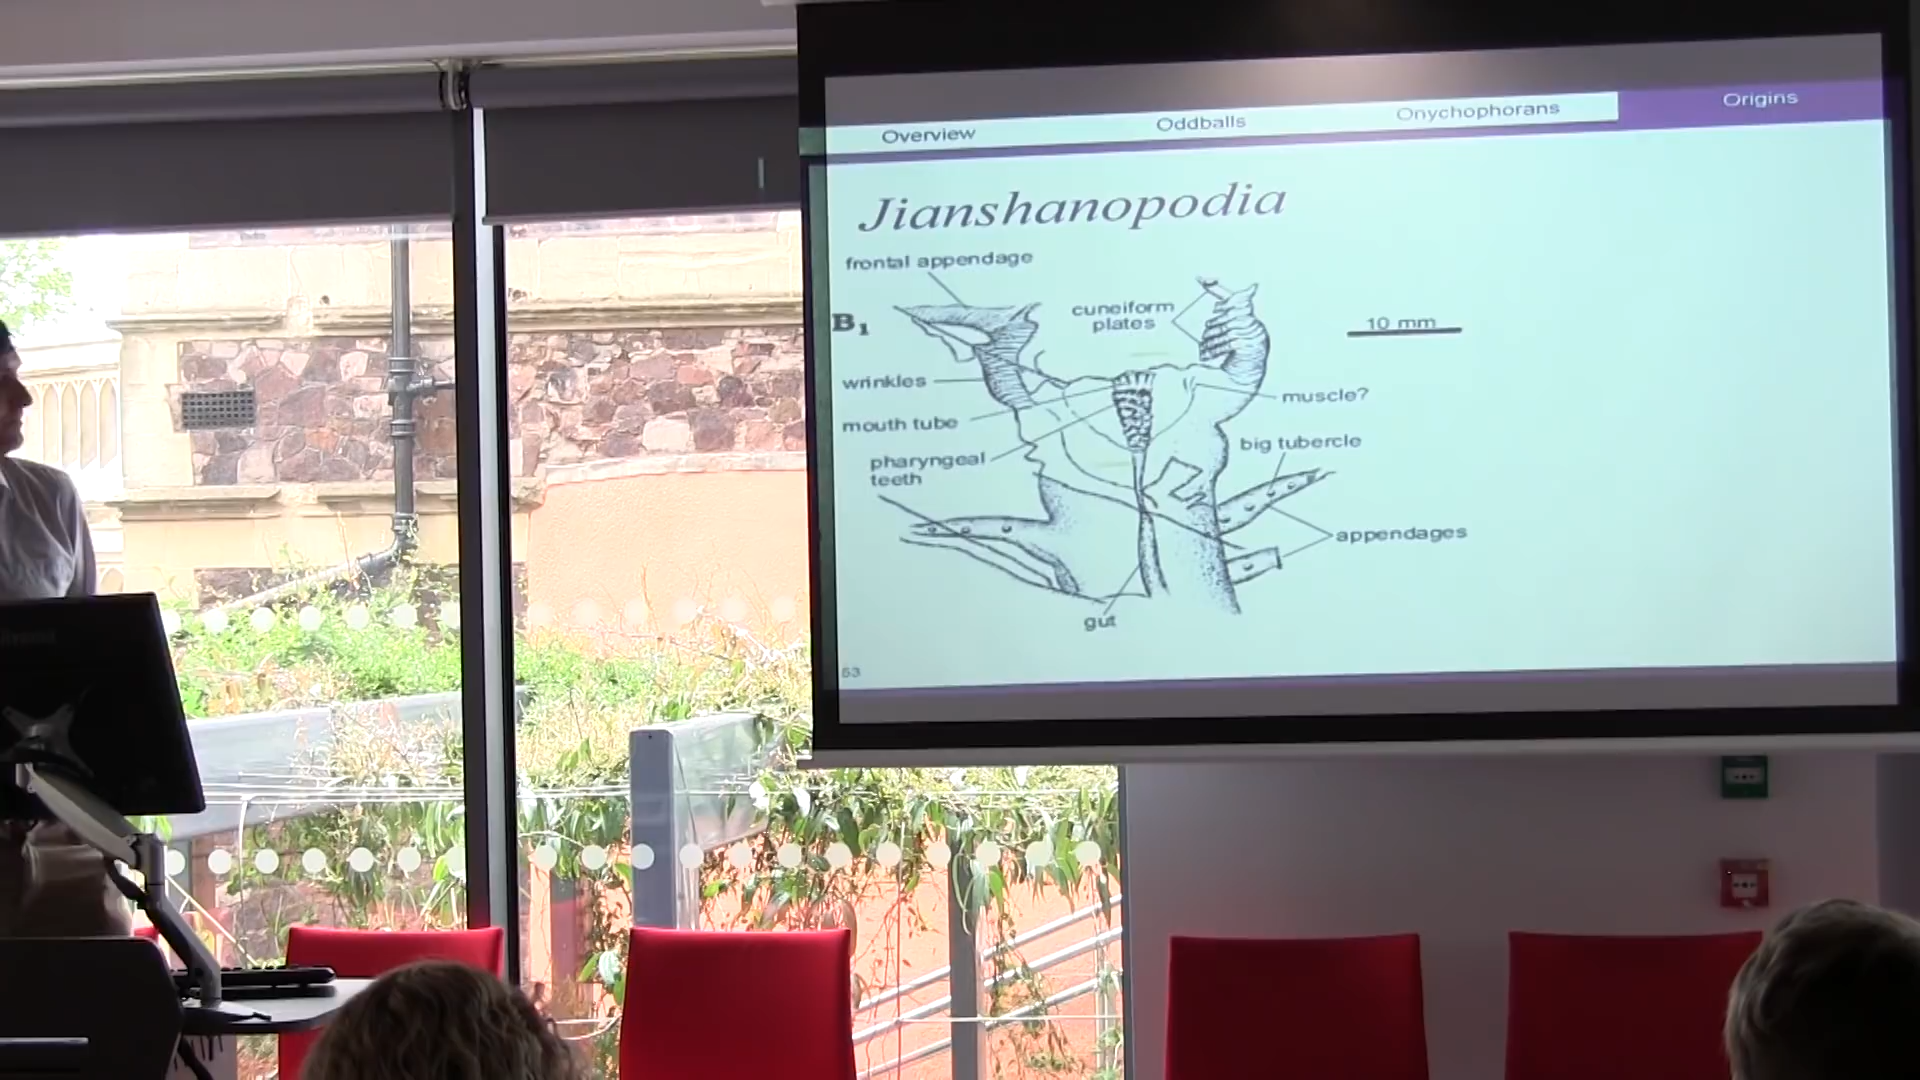 Overview
Oddballs
Onychophorans
Origins
Jianshanopodia
frontal appendage
B1
cuneiform
plates
10 mm
wrinkles
muscle?
mouth tube
big tubercle
pharyngeal
teeth
appendages
gut
53